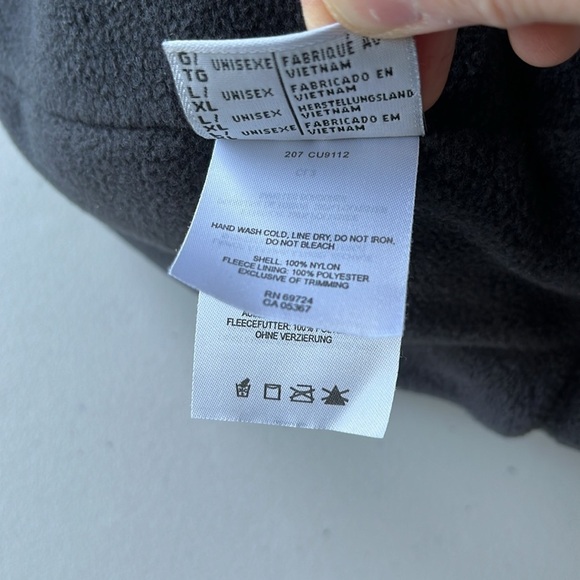 G/
TG UNISEXE FABRIQUE AU
VIETNAM
L/
XL UNISEX FABRICADO EN
VIETNAM
L/
XL UNISEX HERSTELLUNGSLAND
VIETNAM
G/
UNISEXE FABRICADO EM
VIETNAM
207 CU9112
HAND WASH COLD, LINE DRY, DO NOT IRON,
DO NOT BLEACH
SHELL: 100% NYLON
FLEECE LINING: 100% POLYESTER
EXCLUSIVE OF TRIMMING
RN 69724
CA 05367
FLEECEFUTTER: 100%
OHNE VERZIERUNG